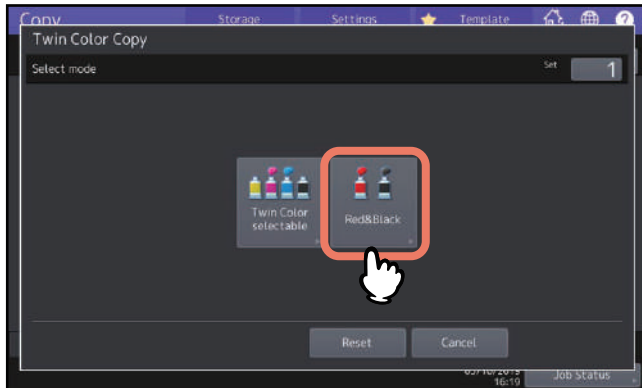 Copy Storage Settings Template ?
Twin Color Copy
Select mode Set 1
Twin Color
selectable
Red&Black
Reset Cancel
16:19 Job Status